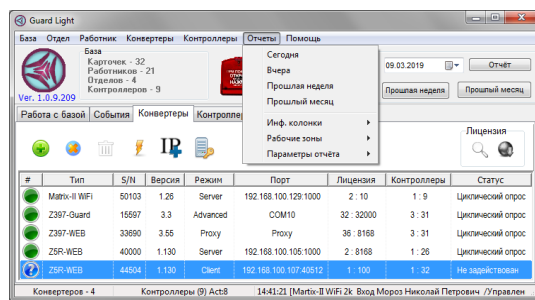 Guard Light
База Отдел Работник Конвертеры Контроллеры Отчеты Помощь
База
Карточек - 32
Работников - 21
Отделов - 4
Контроллеров - 9
Ver. 1.0.9.209
Сегодня
Вчера
Прошлая неделя
Прошлый месяц
Инф. колонки
Рабочие зоны
Параметры отчёта
09.03.2019 Отчёт
Прошлая неделя Прошлый месяц
Работа с базой События Конвертеры
Лицензия
IP
# Тип S/N Версия Режим Порт Лицензия Контроллеры Статус
Matrix-II WiFi 50103 1.26 Server 192.168.100.129:1000 2 : 10 1 : 9 Циклический опрос
Z397-Guard 15597 3.3 Advanced COM10 32 : 32000 3 : 31 Циклический опрос
Z397-WEB 33690 3.55 Proxy Proxy 36 : 8168 3 : 31 Циклический опрос
Z5R-WEB 40000 1.130 Server 192.168.100.105:1000 2 : 8168 1 : 26 Циклический опрос
Z5R-WEB 44504 1.130 Client 192.168.100.107:40512 1 : 100 1 : 32 Не задействован
Конвертеров - 4 Контроллеры (9) Act:8 14:41:21 [Martix-II WiFi 2k Вход Мороз Николай Петрович /Управлен